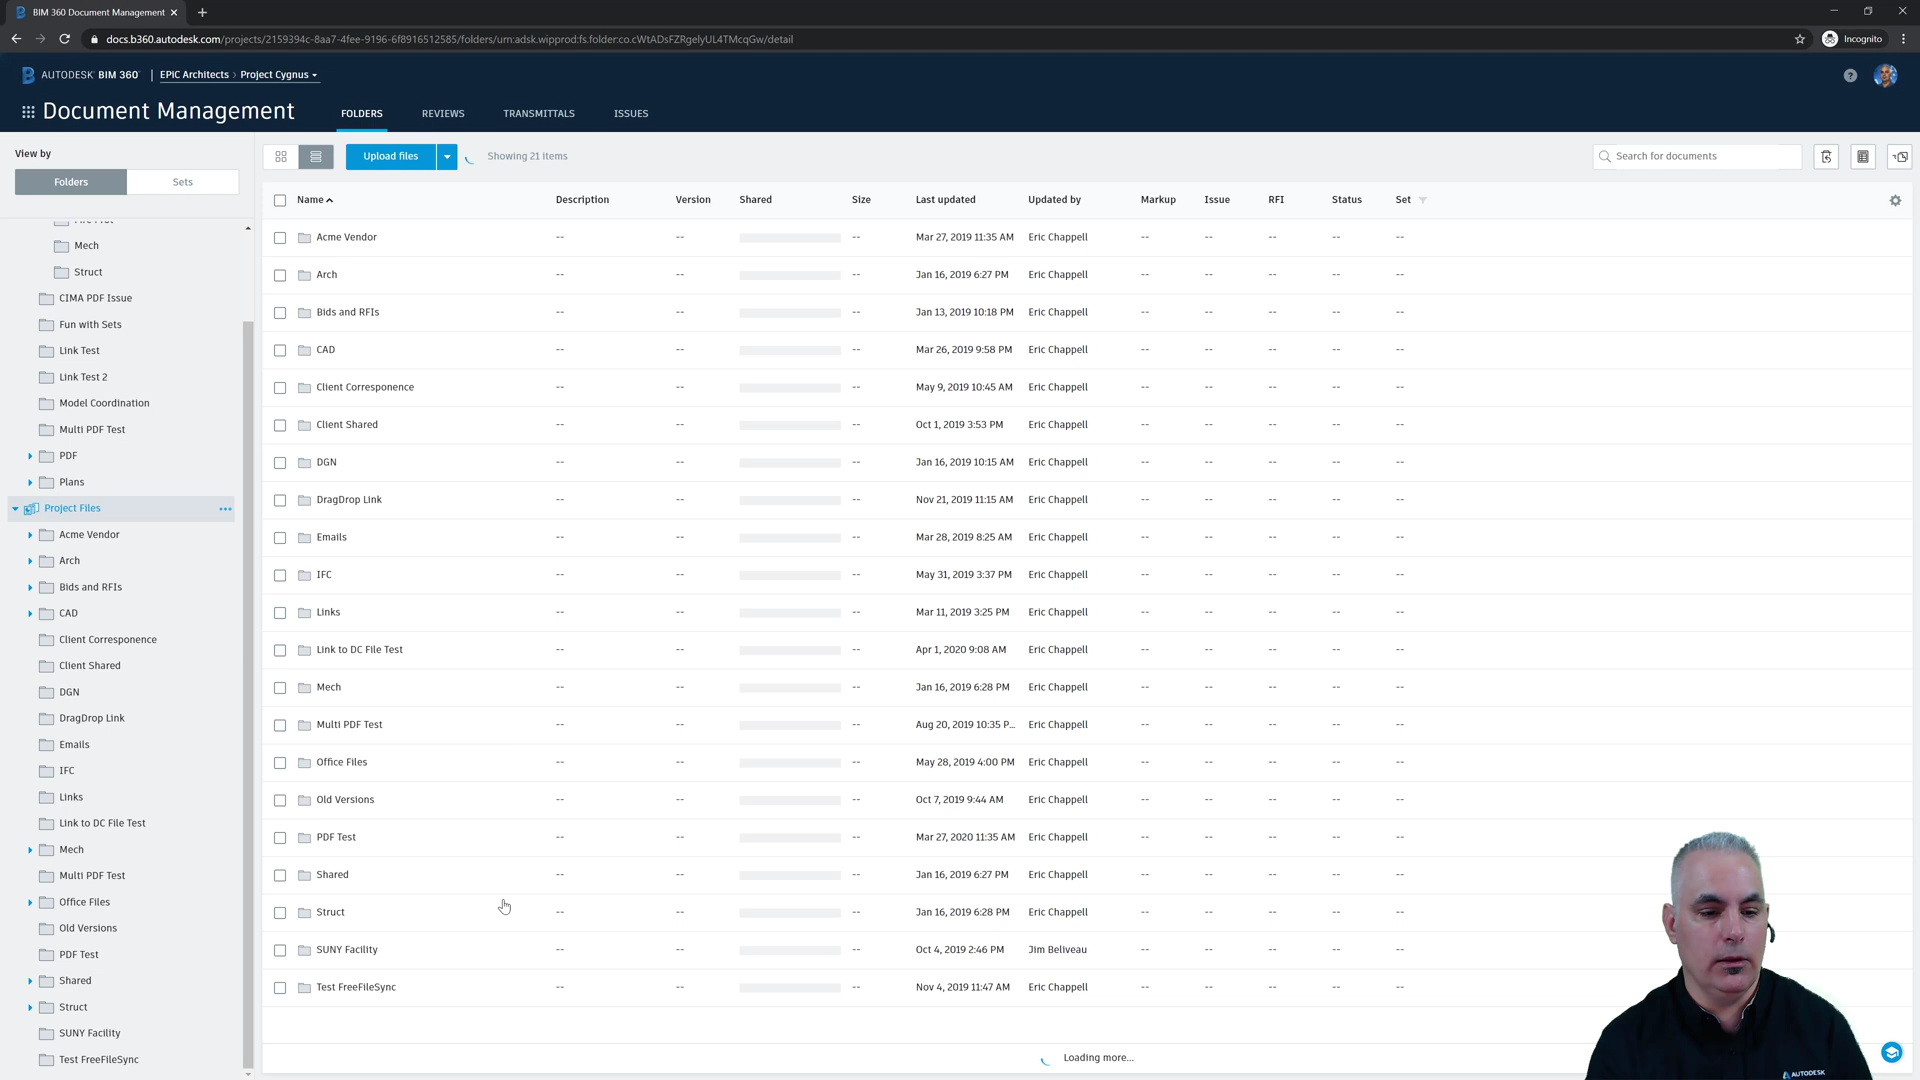 BIM 360 Document Management
docs.b360.autodesk.com/projects/2159394c-8aa7-4fee-9196-6f8916512585/folders/urn:adsk.wipprod:fs.folder:co.cWtADsFZRgelyUL4TMcqGw/detail
Incognito
AUTODESK BIM 360 EPIC Architects > Project Cygnus
Document Management FOLDERS REVIEWS TRANSMITTALS ISSUES
View by
Folders Sets
Mech
Struct
CIMA PDF Issue
Fun with Sets
Link Test
Link Test 2
Model Coordination
Multi PDF Test
PDF
Plans
Project Files
Acme Vendor
Arch
Bids and RFIs
CAD
Client Corresponence
Client Shared
DGN
DragDrop Link
Emails
IFC
Links
Link to DC File Test
Mech
Multi PDF Test
Office Files
Old Versions
PDF Test
Shared
Struct
SUNY Facility
Test FreeFileSync
Upload files Showing 21 items Search for documents
Name Description Version Shared Size Last updated Updated by Markup Issue RFI Status Set
Acme Vendor -- -- -- Mar 27, 2019 11:35 AM Eric Chappell -- -- -- -- --
Arch -- -- -- Jan 16, 2019 6:27 PM Eric Chappell -- -- -- -- --
Bids and RFIs -- -- -- Jan 13, 2019 10:18 PM Eric Chappell -- -- -- -- --
CAD -- -- -- Mar 26, 2019 9:58 PM Eric Chappell -- -- -- -- --
Client Corresponence -- -- -- May 9, 2019 10:45 AM Eric Chappell -- -- -- -- --
Client Shared -- -- -- Oct 1, 2019 3:53 PM Eric Chappell -- -- -- -- --
DGN -- -- -- Jan 16, 2019 10:15 AM Eric Chappell -- -- -- -- --
DragDrop Link -- -- -- Nov 21, 2019 11:15 AM Eric Chappell -- -- -- -- --
Emails -- -- -- Mar 28, 2019 8:25 AM Eric Chappell -- -- -- -- --
IFC -- -- -- May 31, 2019 3:37 PM Eric Chappell -- -- -- -- --
Links -- -- -- Mar 11, 2019 3:25 PM Eric Chappell -- -- -- -- --
Link to DC File Test -- -- -- Apr 1, 2020 9:08 AM Eric Chappell -- -- -- -- --
Mech -- -- -- Jan 16, 2019 6:28 PM Eric Chappell -- -- -- -- --
Multi PDF Test -- -- -- Aug 20, 2019 10:35 P... Eric Chappell -- -- -- -- --
Office Files -- -- -- May 28, 2019 4:00 PM Eric Chappell -- -- -- -- --
Old Versions -- -- -- Oct 7, 2019 9:44 AM Eric Chappell -- -- -- -- --
PDF Test -- -- -- Mar 27, 2020 11:35 AM Eric Chappell -- -- -- -- --
Shared -- -- -- Jan 16, 2019 6:27 PM Eric Chappell -- -- -- -- --
Struct -- -- -- Jan 16, 2019 6:28 PM Eric Chappell -- -- -- -- --
SUNY Facility -- -- -- Oct 4, 2019 2:46 PM Jim Beliveau -- -- -- -- --
Test FreeFileSync -- -- -- Nov 4, 2019 11:47 AM Eric Chappell -- -- -- -- --
Loading more...
AUTODESK